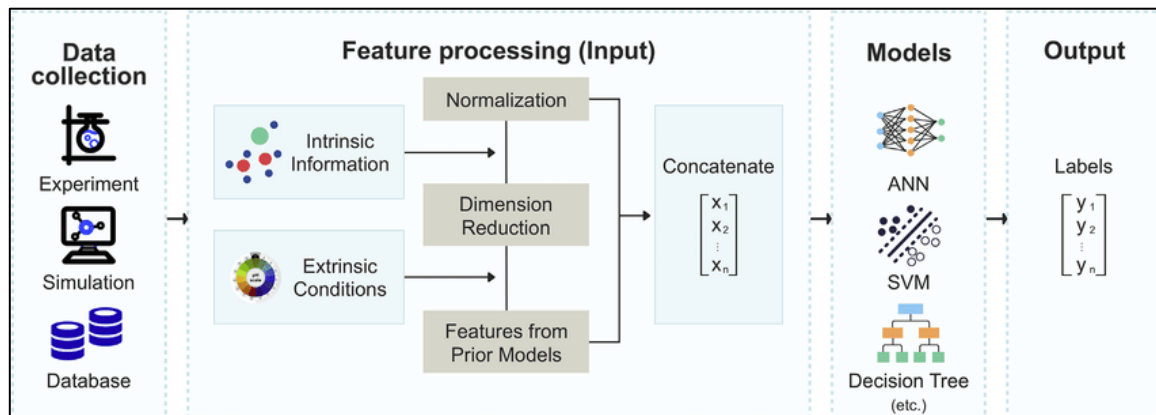 Data
collection
Experiment
Simulation
Database
Feature processing (Input)
Intrinsic
Information
Extrinsic
Conditions
Normalization
Dimension
Reduction
Features from
Prior Models
Concatenate
x1
x2
⋮
xn
Models
ANN
SVM
Decision Tree
(etc.)
Output
Labels
y1
y2
⋮
yn